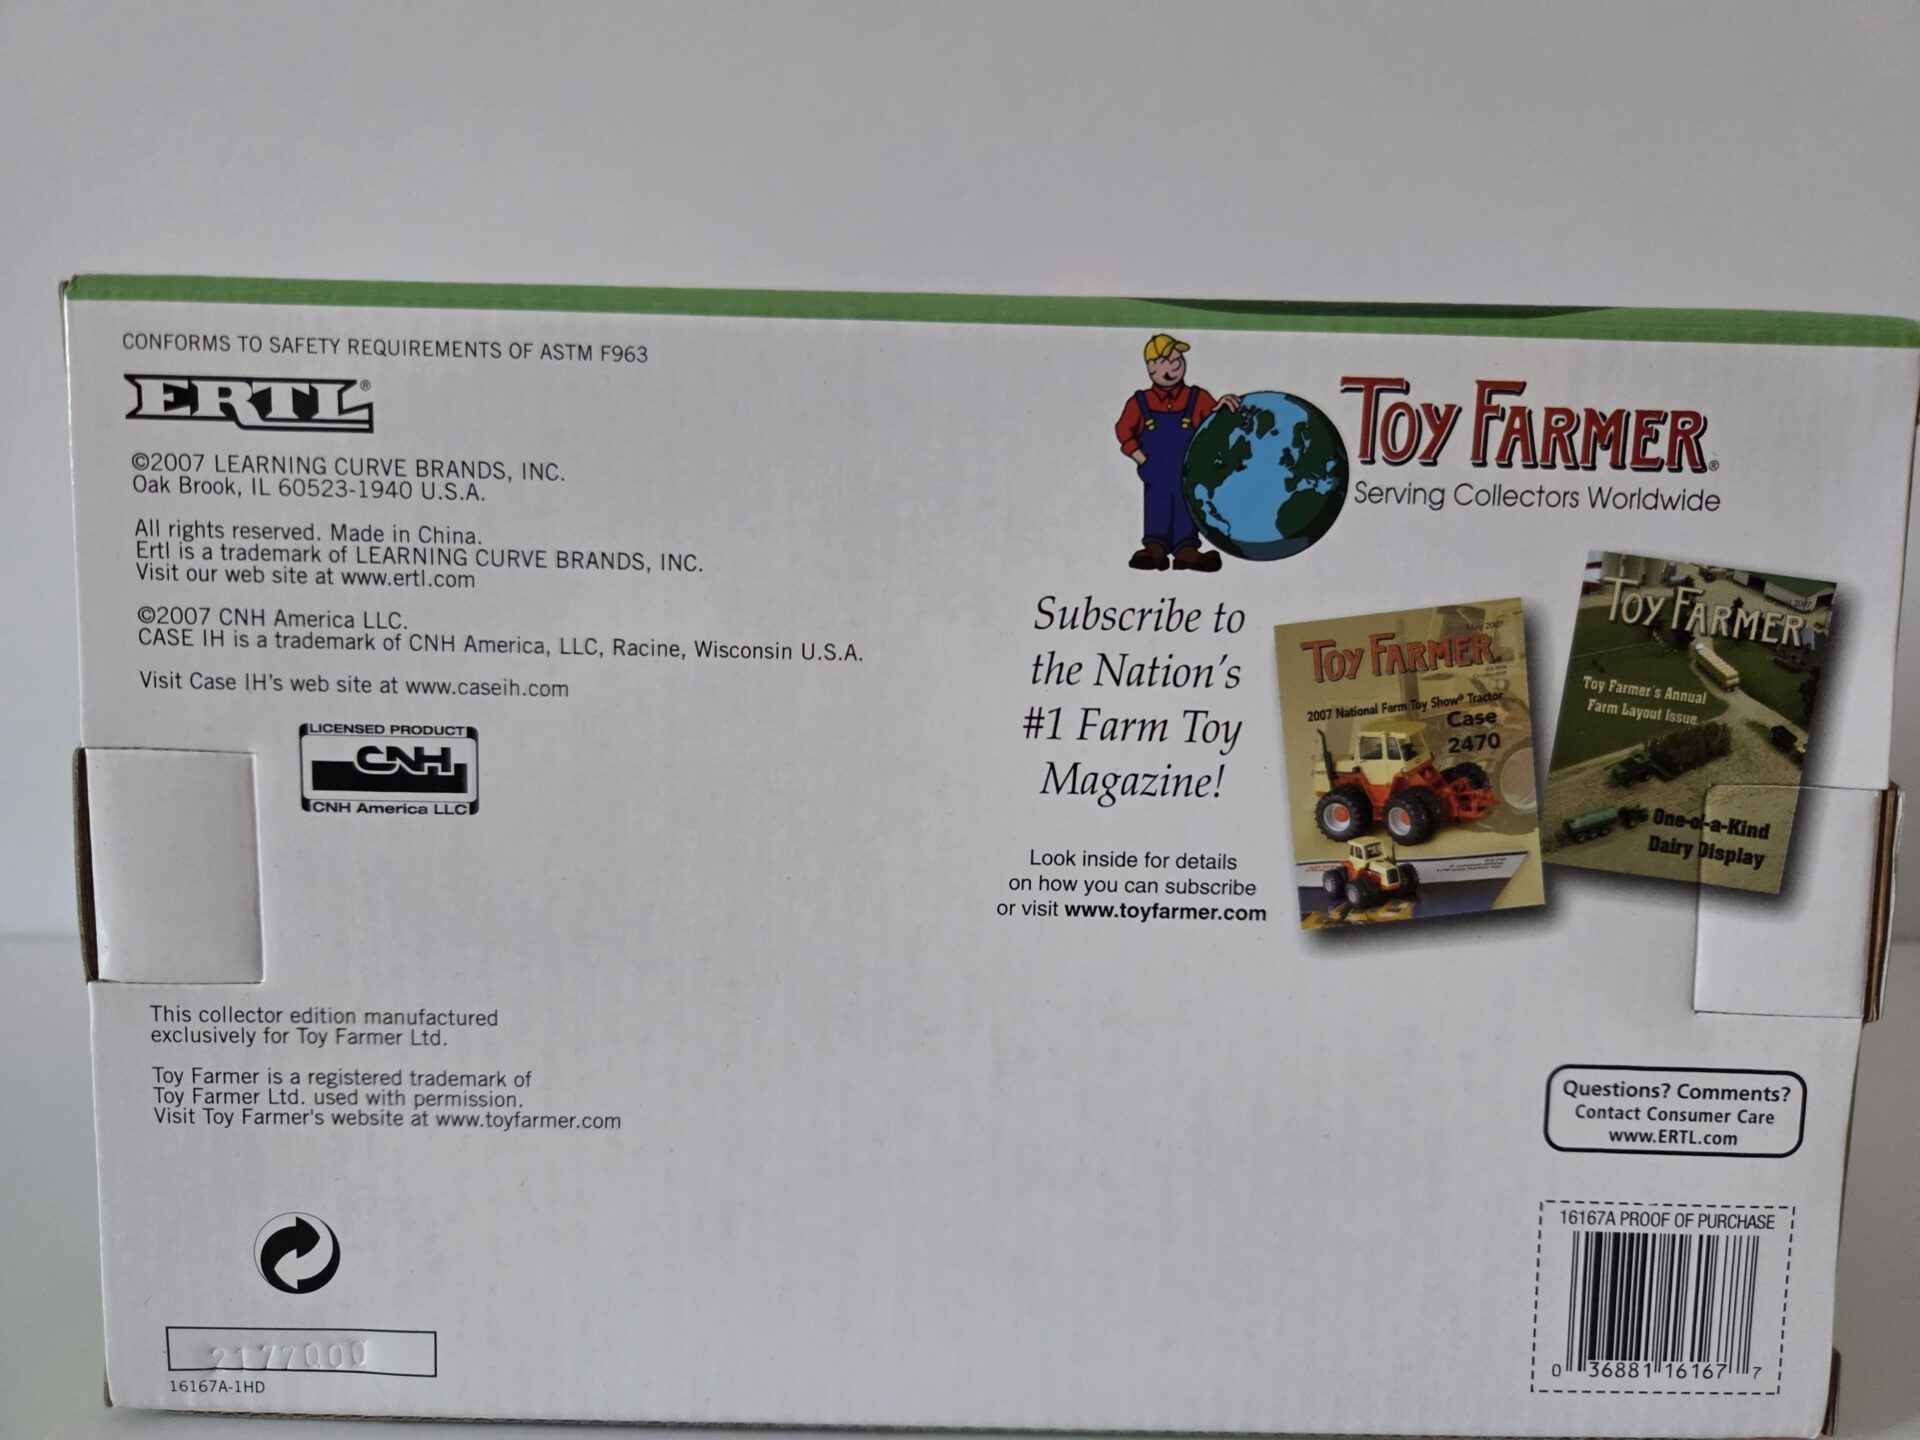 CONFORMS TO SAFETY REQUIREMENTS OF ASTM F963
ERTL®
©2007 LEARNING CURVE BRANDS, INC.
Oak Brook, IL 60523-1940 U.S.A.
All rights reserved. Made in China.
Ertl is a trademark of LEARNING CURVE BRANDS, INC.
Visit our web site at www.ertl.com
©2007 CNH America LLC.
CASE IH is a trademark of CNH America, LLC, Racine, Wisconsin U.S.A.
Visit Case IH's web site at www.caseih.com
LICENSED PRODUCT
CNH
CNH America LLC
This collector edition manufactured
exclusively for Toy Farmer Ltd.
Toy Farmer is a registered trademark of
Toy Farmer Ltd. used with permission.
Visit Toy Farmer's website at www.toyfarmer.com
2177000
16167A-1HD
TOY FARMER®
Serving Collectors Worldwide
Subscribe to
the Nation's
#1 Farm Toy
Magazine!
Look inside for details
on how you can subscribe
or visit www.toyfarmer.com
May 2007
TOY FARMER
2007 National Farm Toy Show® Tractor
Case
2470
2007
TOY FARMER
Toy Farmer's Annual
Farm Layout Issue
One-of-a-Kind
Dairy Display
Questions? Comments?
Contact Consumer Care
www.ERTL.com
16167A PROOF OF PURCHASE
0 36881 16167 7